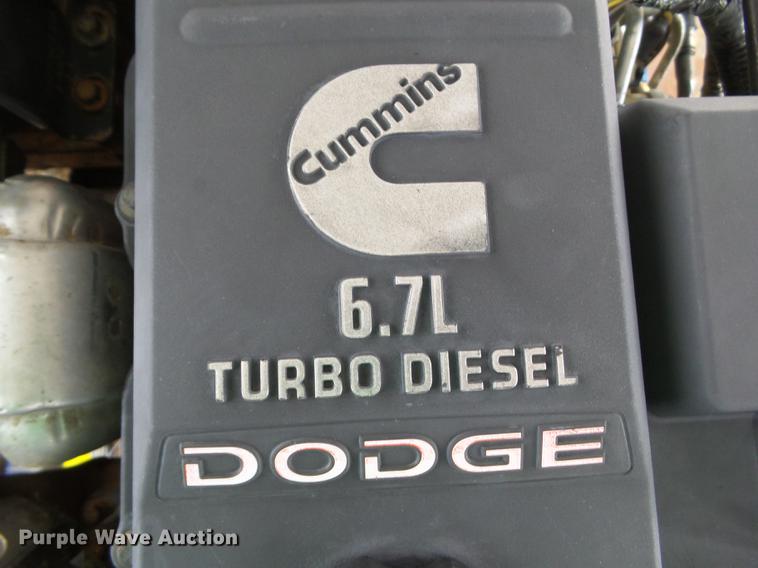 Cummins
6.7L
TURBO DIESEL
DODGE
Purple Wave Auction